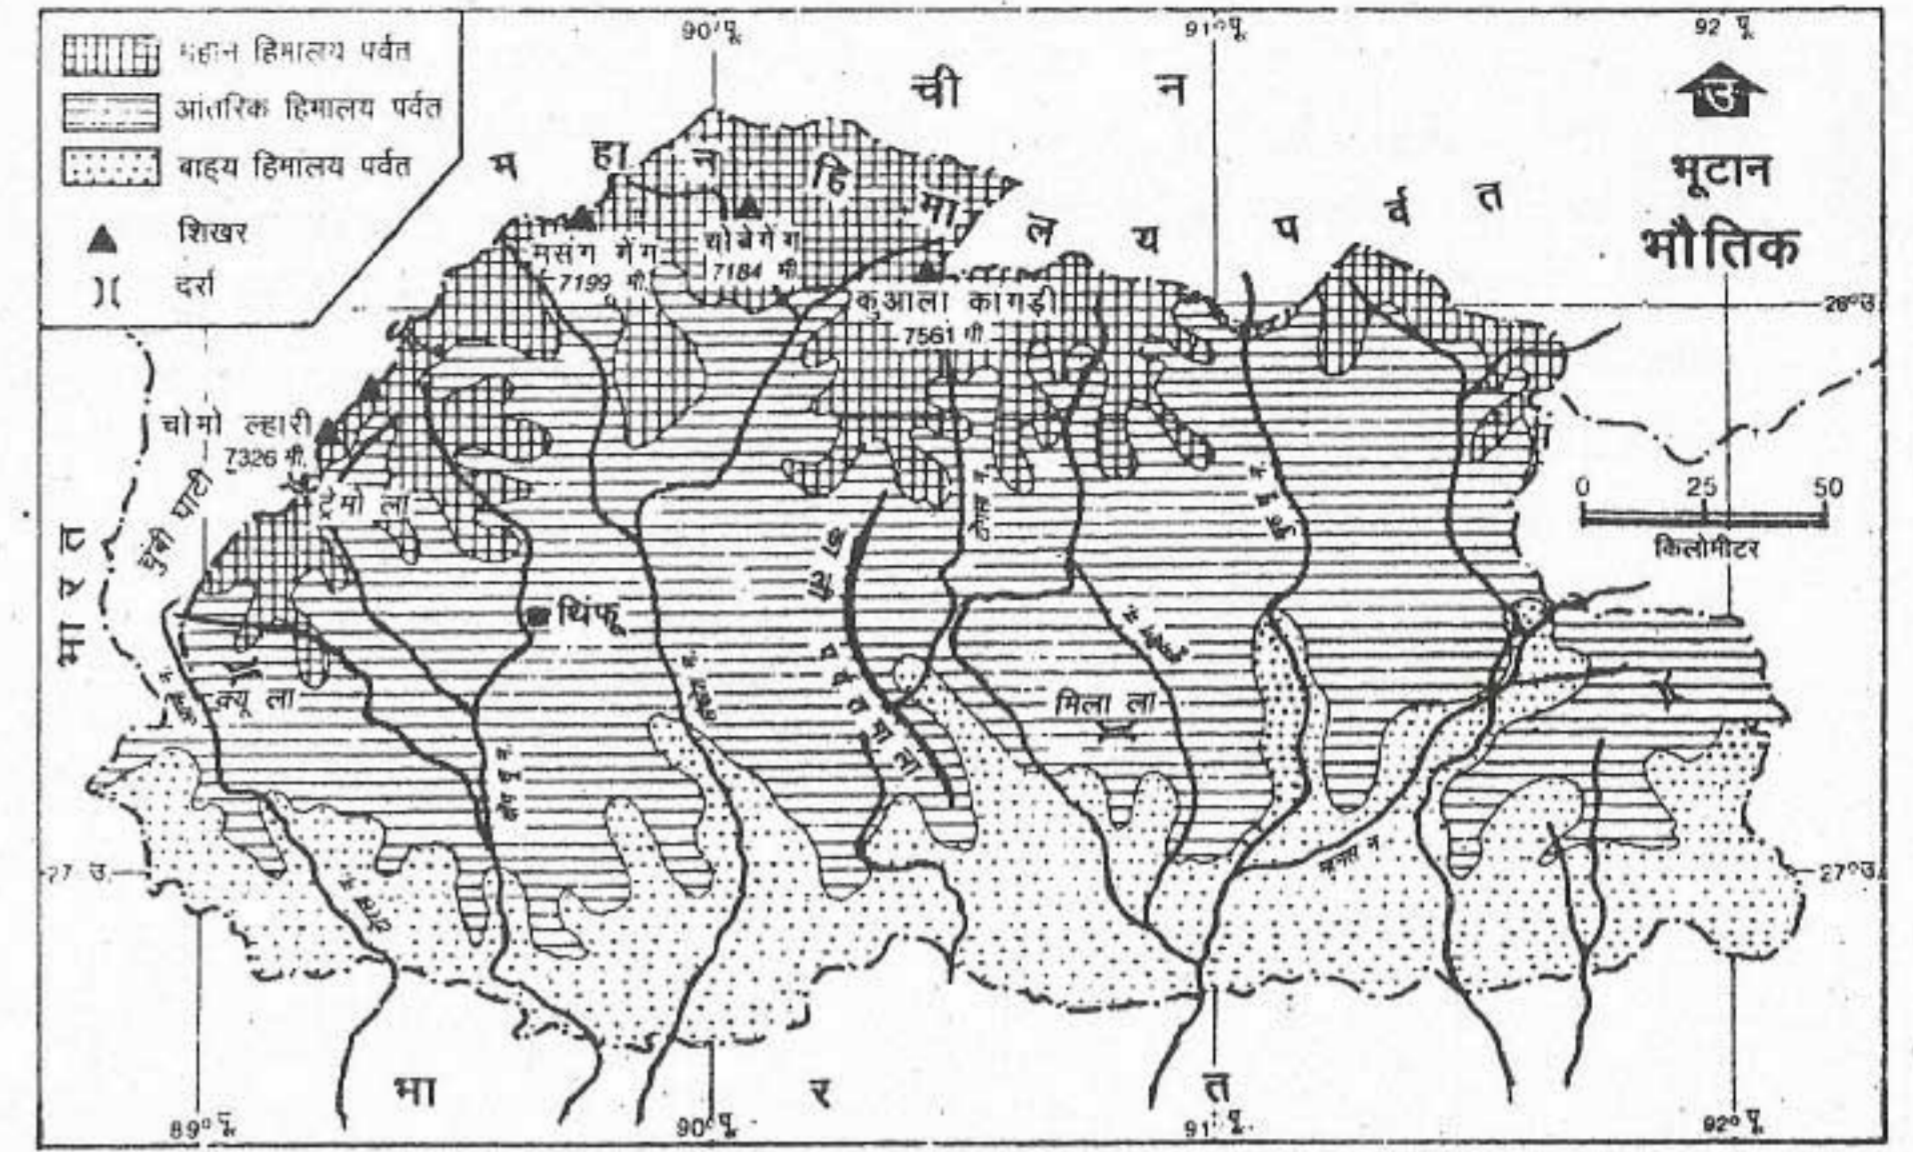 महान हिमालय पर्वत
आंतरिक हिमालय पर्वत
बाह्य हिमालय पर्वत
शिखर
दर्रा
90° पू.
91° पू.
92° पू.
ची न
उ
भूटान
भौतिक
म हा न हि मा ल य प र्व त
मसंग गेंग
7199 मी.
7184 मी
कुआला कांगड़ी
7561 मी
28° उ.
चोमो ल्हारी
7326 मी.
मो ला
चुंबी घाटी
भा र त
0 25 50
किलोमीटर
थिंफू
क्यू ला
प र्व त मा ला
मिला ला
27 उ.
27° उ.
भा र त
89° पू.
90° पू.
91° पू.
92° पू.